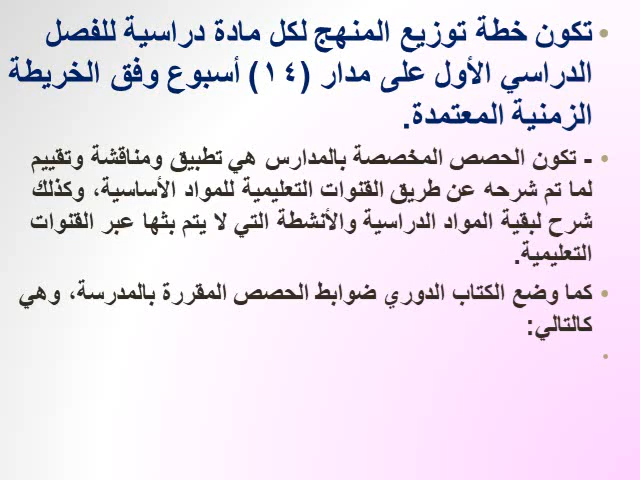 • تكون خطة توزيع المنهج لكل مادة دراسية للفصل
الدراسي الأول على مدار (١٤) أسبوع وفق الخريطة
الزمنية المعتمدة.
• - تكون الحصص المخصصة بالمدارس هي تطبيق ومناقشة وتقييم
لما تم شرحه عن طريق القنوات التعليمية للمواد الأساسية، وكذلك
شرح لبقية المواد الدراسية والأنشطة التي لا يتم بثها عبر القنوات
التعليمية.
• كما وضع الكتاب الدوري ضوابط الحصص المقررة بالمدرسة، وهي
كالتالي:
•